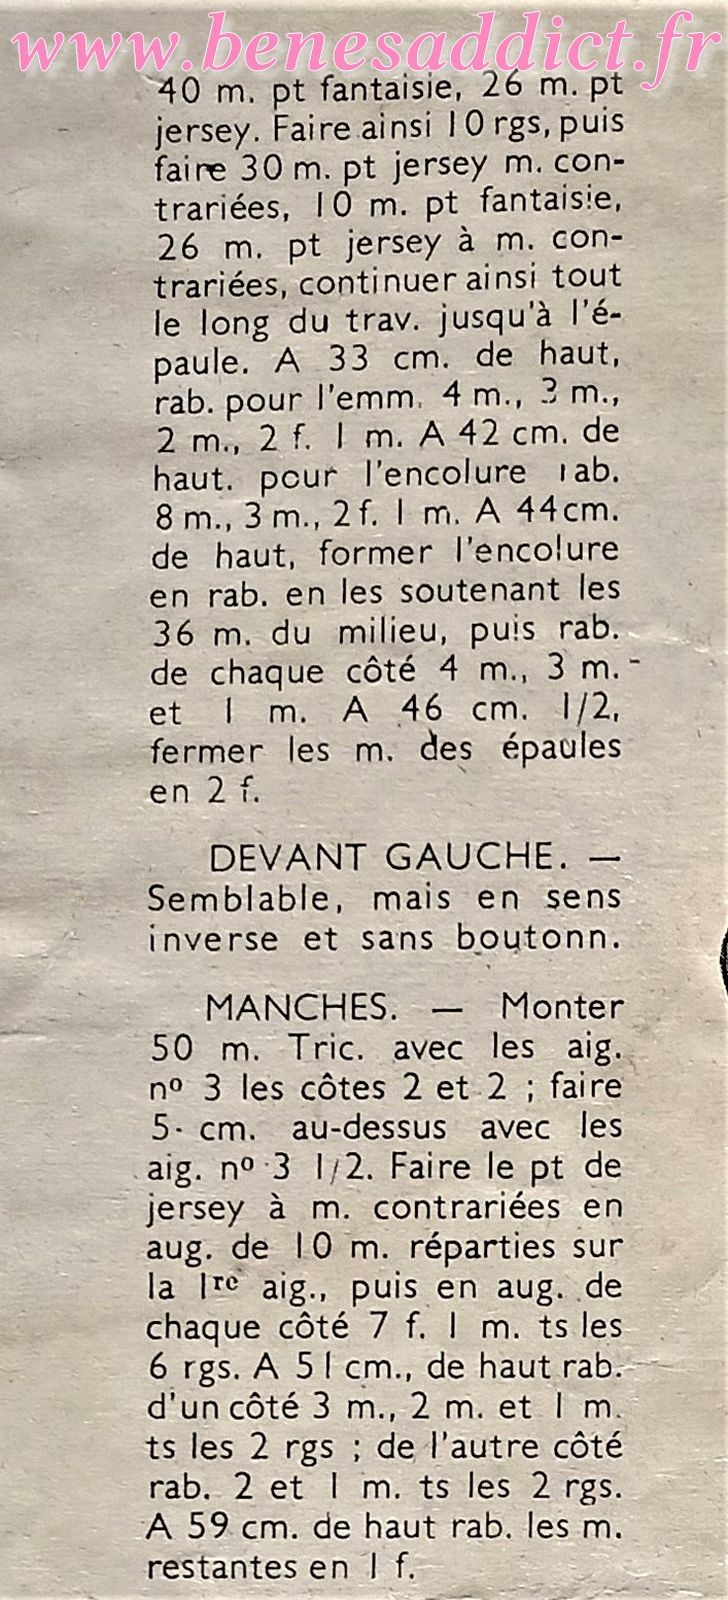 www.benesaddict.fr
40 m. pt fantaisie, 26 m. pt
jersey. Faire ainsi 10 rgs, puis
faire 30 m. pt jersey m. con-
trariées, 10 m. pt fantaisie,
26 m. pt jersey à m. con-
trariées, continuer ainsi tout
le long du trav. jusqu'à l'é-
paule. A 33 cm. de haut,
rab. pour l'emm. 4 m., 3 m.,
2 m., 2 f. 1 m. A 42 cm. de
haut. pour l'encolure rab.
8 m., 3 m., 2 f. 1 m. A 44 cm.
de haut, former l'encolure
en rab. en les soutenant les
36 m. du milieu, puis rab.
de chaque côté 4 m., 3 m.
et 1 m. A 46 cm. 1/2,
fermer les m. des épaules
en 2 f.
DEVANT GAUCHE. —
Semblable, mais en sens
inverse et sans boutonn.
MANCHES. — Monter
50 m. Tric. avec les aig.
nº 3 les côtes 2 et 2 ; faire
5 cm. au-dessus avec les
aig. nº 3 1/2. Faire le pt de
jersey à m. contrariées en
aug. de 10 m. réparties sur
la 1re aig., puis en aug. de
chaque côté 7 f. 1 m. ts les
6 rgs. A 51 cm., de haut rab.
d'un côté 3 m., 2 m. et 1 m.
ts les 2 rgs ; de l'autre côté
rab. 2 et 1 m. ts les 2 rgs.
A 59 cm. de haut rab. les m.
restantes en 1 f.